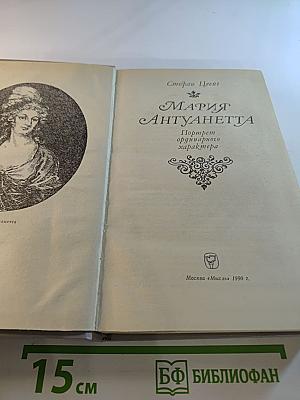 Стефан Цвейг
МАРИЯ
АНТУАНЕТТА
Портрет
ординарного
характера
Москва «Мысль» 1990 г.
15 см
БФ БИБЛИОФАН